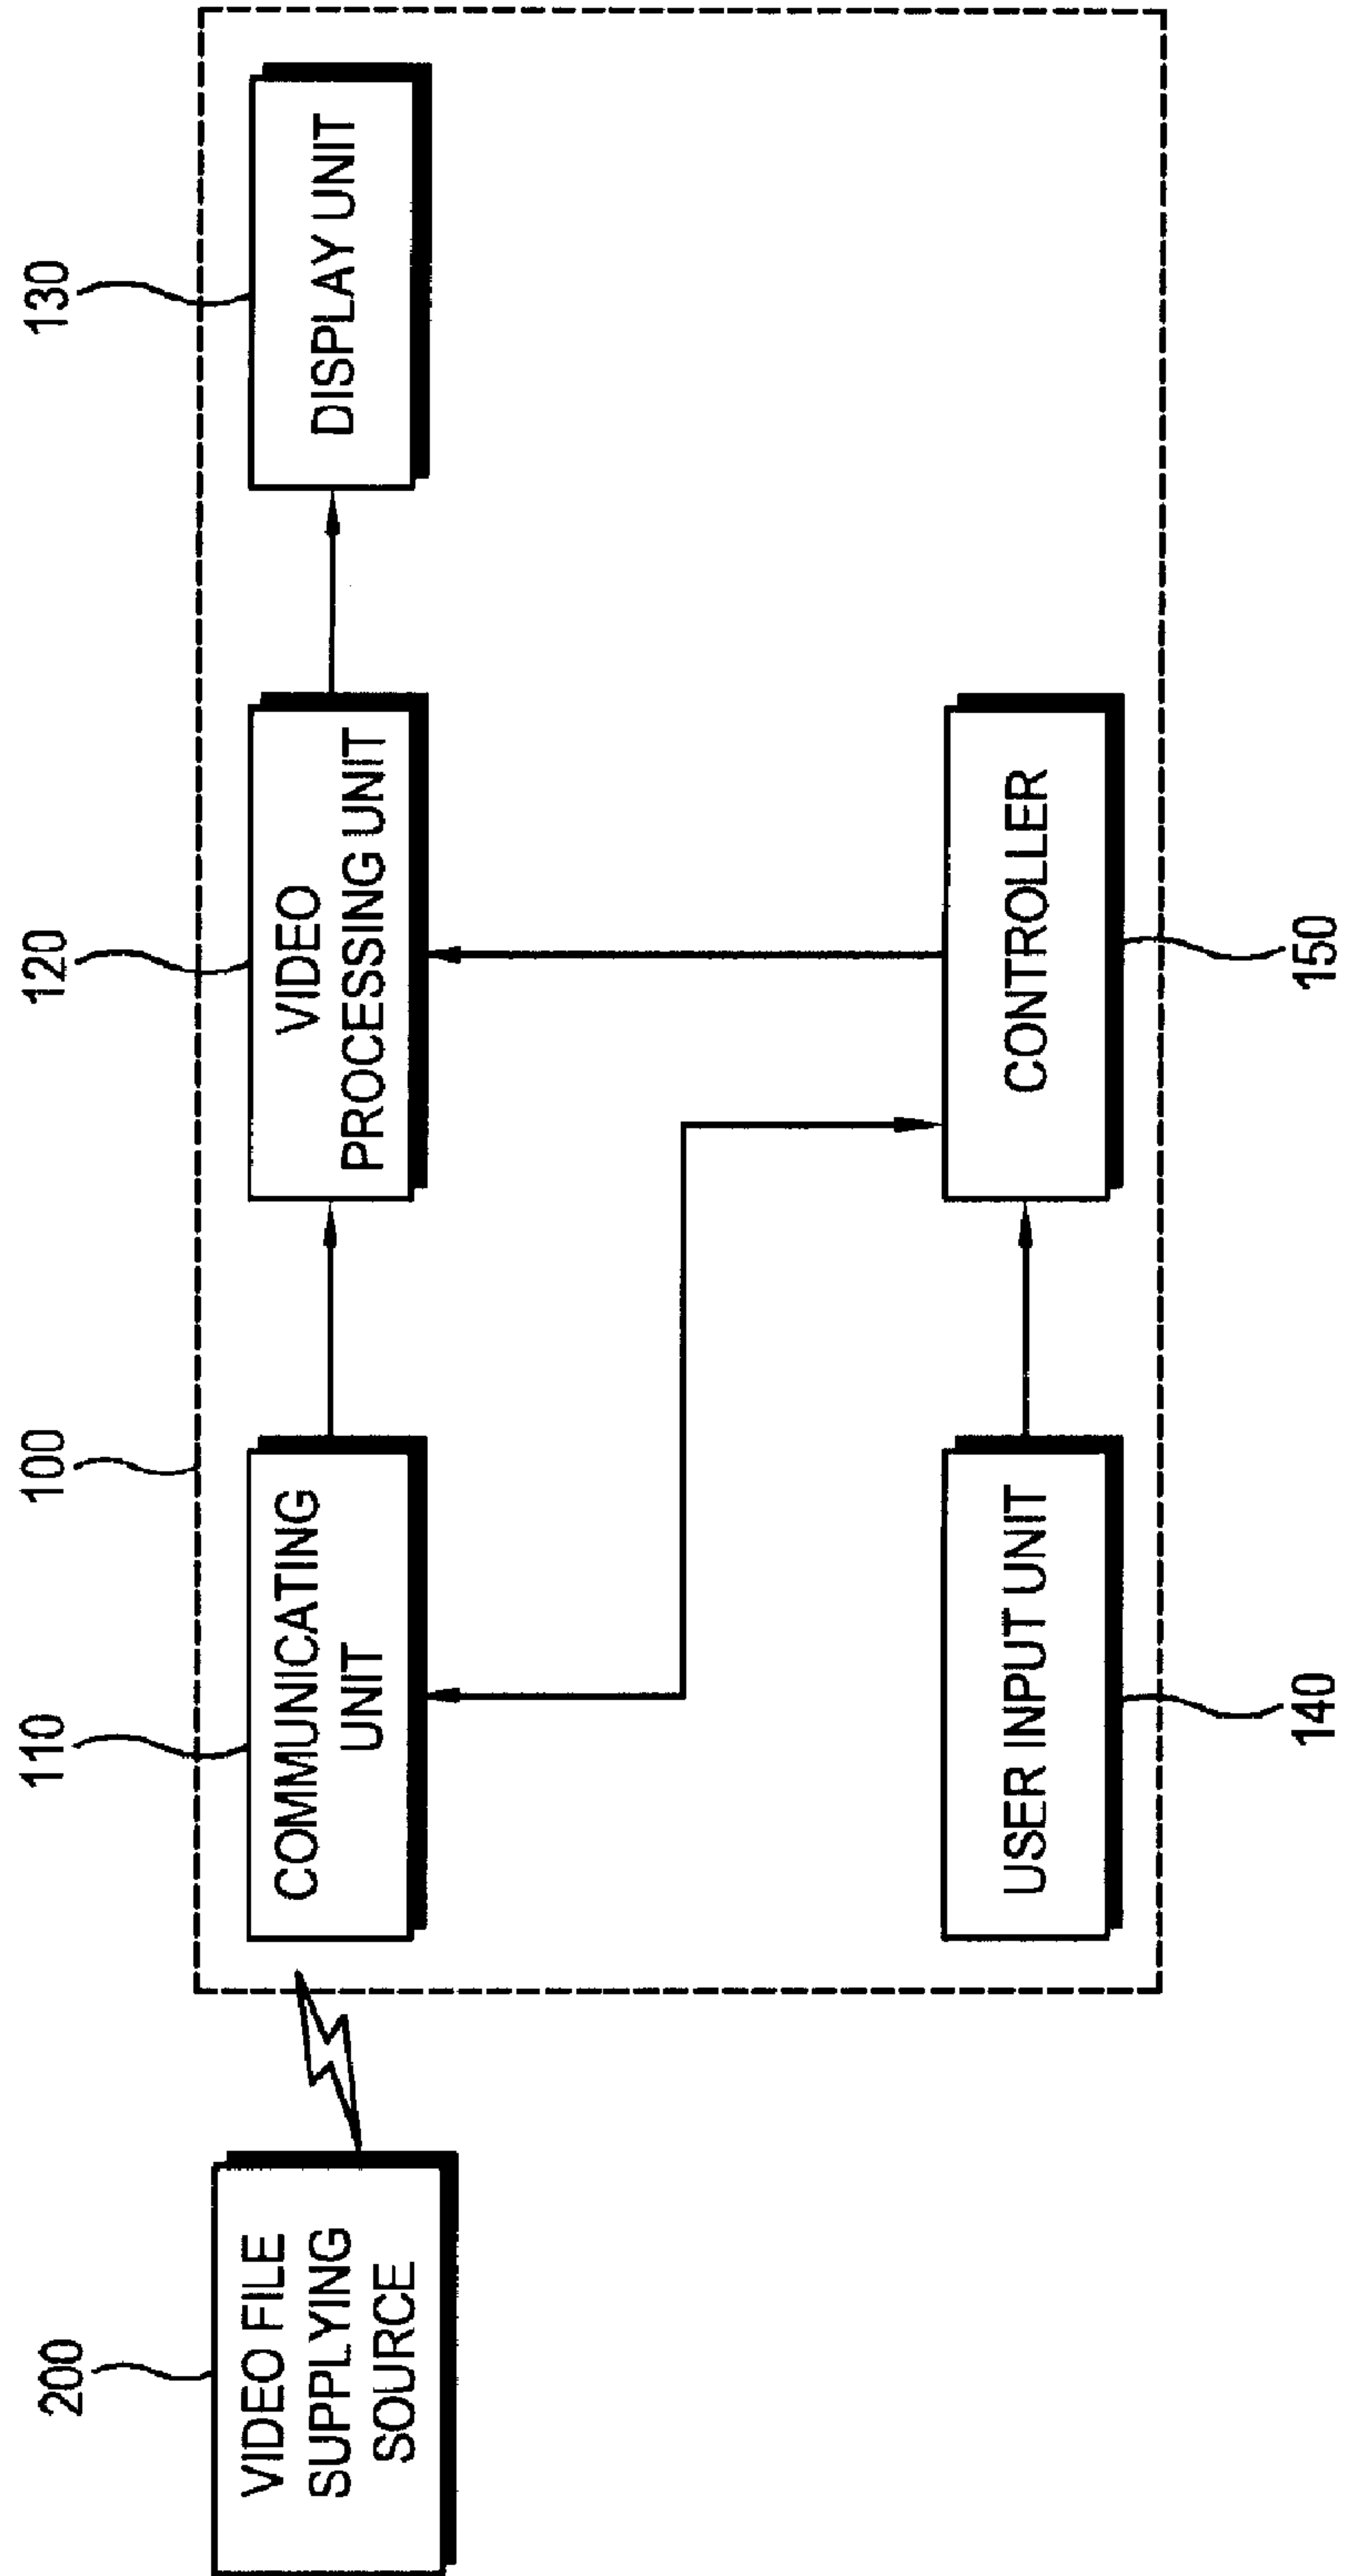 200
VIDEO FILE
SUPPLYING
SOURCE
100
110
COMMUNICATING
UNIT
120
VIDEO
PROCESSING UNIT
130
DISPLAY UNIT
USER INPUT UNIT
140
CONTROLLER
150